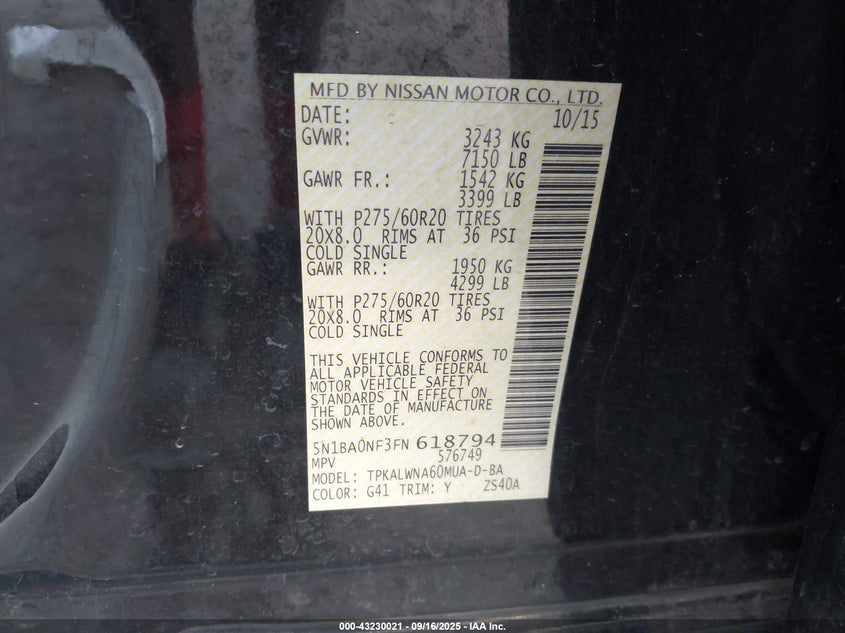 MFD BY NISSAN MOTOR CO., LTD.
DATE: 10/15
GVWR: 3243 KG
7150 LB
GAWR FR.: 1542 KG
3399 LB
WITH P275/60R20 TIRES
20X8.0 RIMS AT 36 PSI
COLD SINGLE
GAWR RR.: 1950 KG
4299 LB
WITH P275/60R20 TIRES
20X8.0 RIMS AT 36 PSI
COLD SINGLE
THIS VEHICLE CONFORMS TO
ALL APPLICABLE FEDERAL
MOTOR VEHICLE SAFETY
STANDARDS IN EFFECT ON
THE DATE OF MANUFACTURE
SHOWN ABOVE.
5N1BA0NF3FN 618794
MPV 576749
MODEL: TPKALWNA60MUA-D-BA
COLOR: G41 TRIM: Y ZS40A
000-43230021 - 09/16/2025 - IAA Inc.